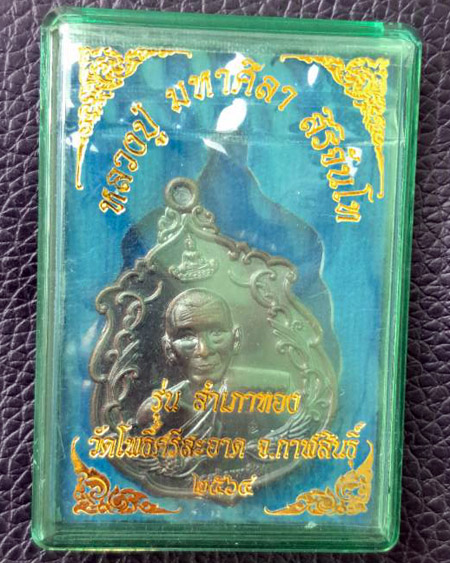 หลวงปู่ มหาศิลา สิริจันโท
รุ่น สำเภาทอง
วัดโพธิ์ศรีสะอาด จ.กาฬสินธุ์
๒๕๖๔